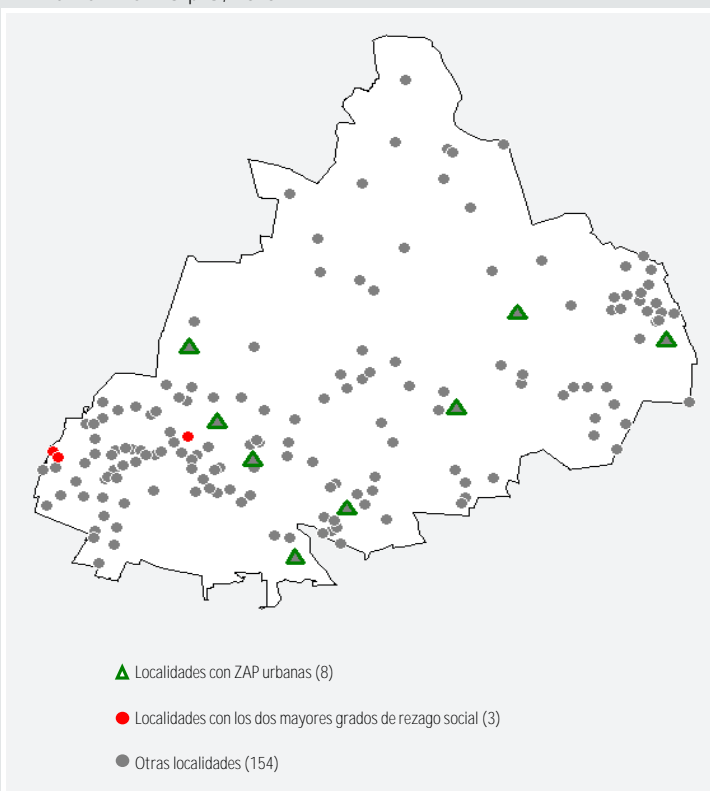 Localidades con ZAP urbanas (8)
Localidades con los dos mayores grados de rezago social (3)
Otras localidades (154)